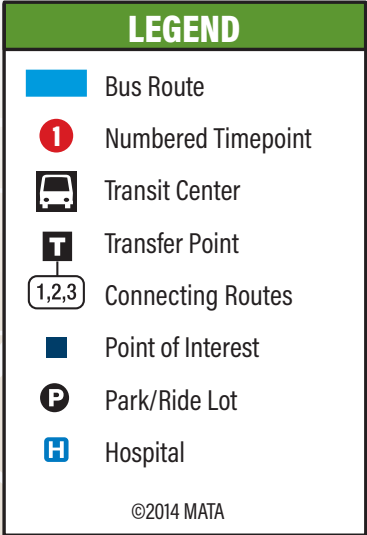 LEGEND
Bus Route
1 Numbered Timepoint
Transit Center
T Transfer Point
1,2,3 Connecting Routes
Point of Interest
P Park/Ride Lot
H Hospital
©2014 MATA